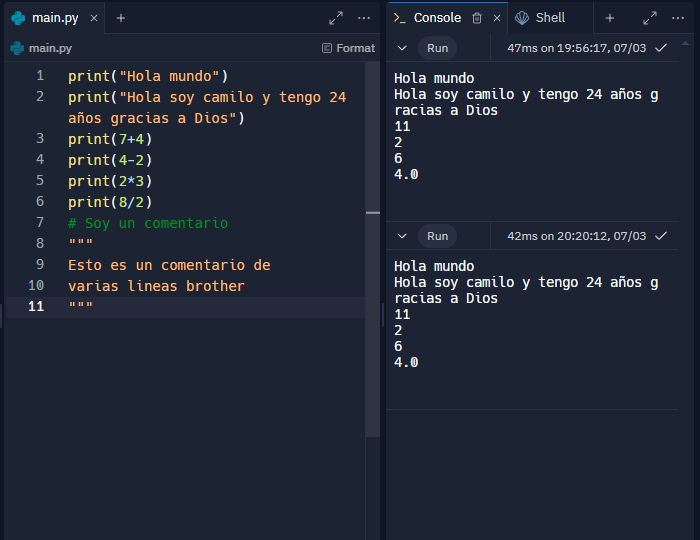 main.py
main.py
Format
1 print("Hola mundo")
2 print("Hola soy camilo y tengo 24
años gracias a Dios")
3 print(7+4)
4 print(4-2)
5 print(2*3)
6 print(8/2)
7 # Soy un comentario
8 """
9 Esto es un comentario de
10 varias lineas brother
11 """
Console
Shell
Run
47ms on 19:56:17, 07/03
Hola mundo
Hola soy camilo y tengo 24 años g
racias a Dios
11
2
6
4.0
Run
42ms on 20:20:12, 07/03
Hola mundo
Hola soy camilo y tengo 24 años g
racias a Dios
11
2
6
4.0